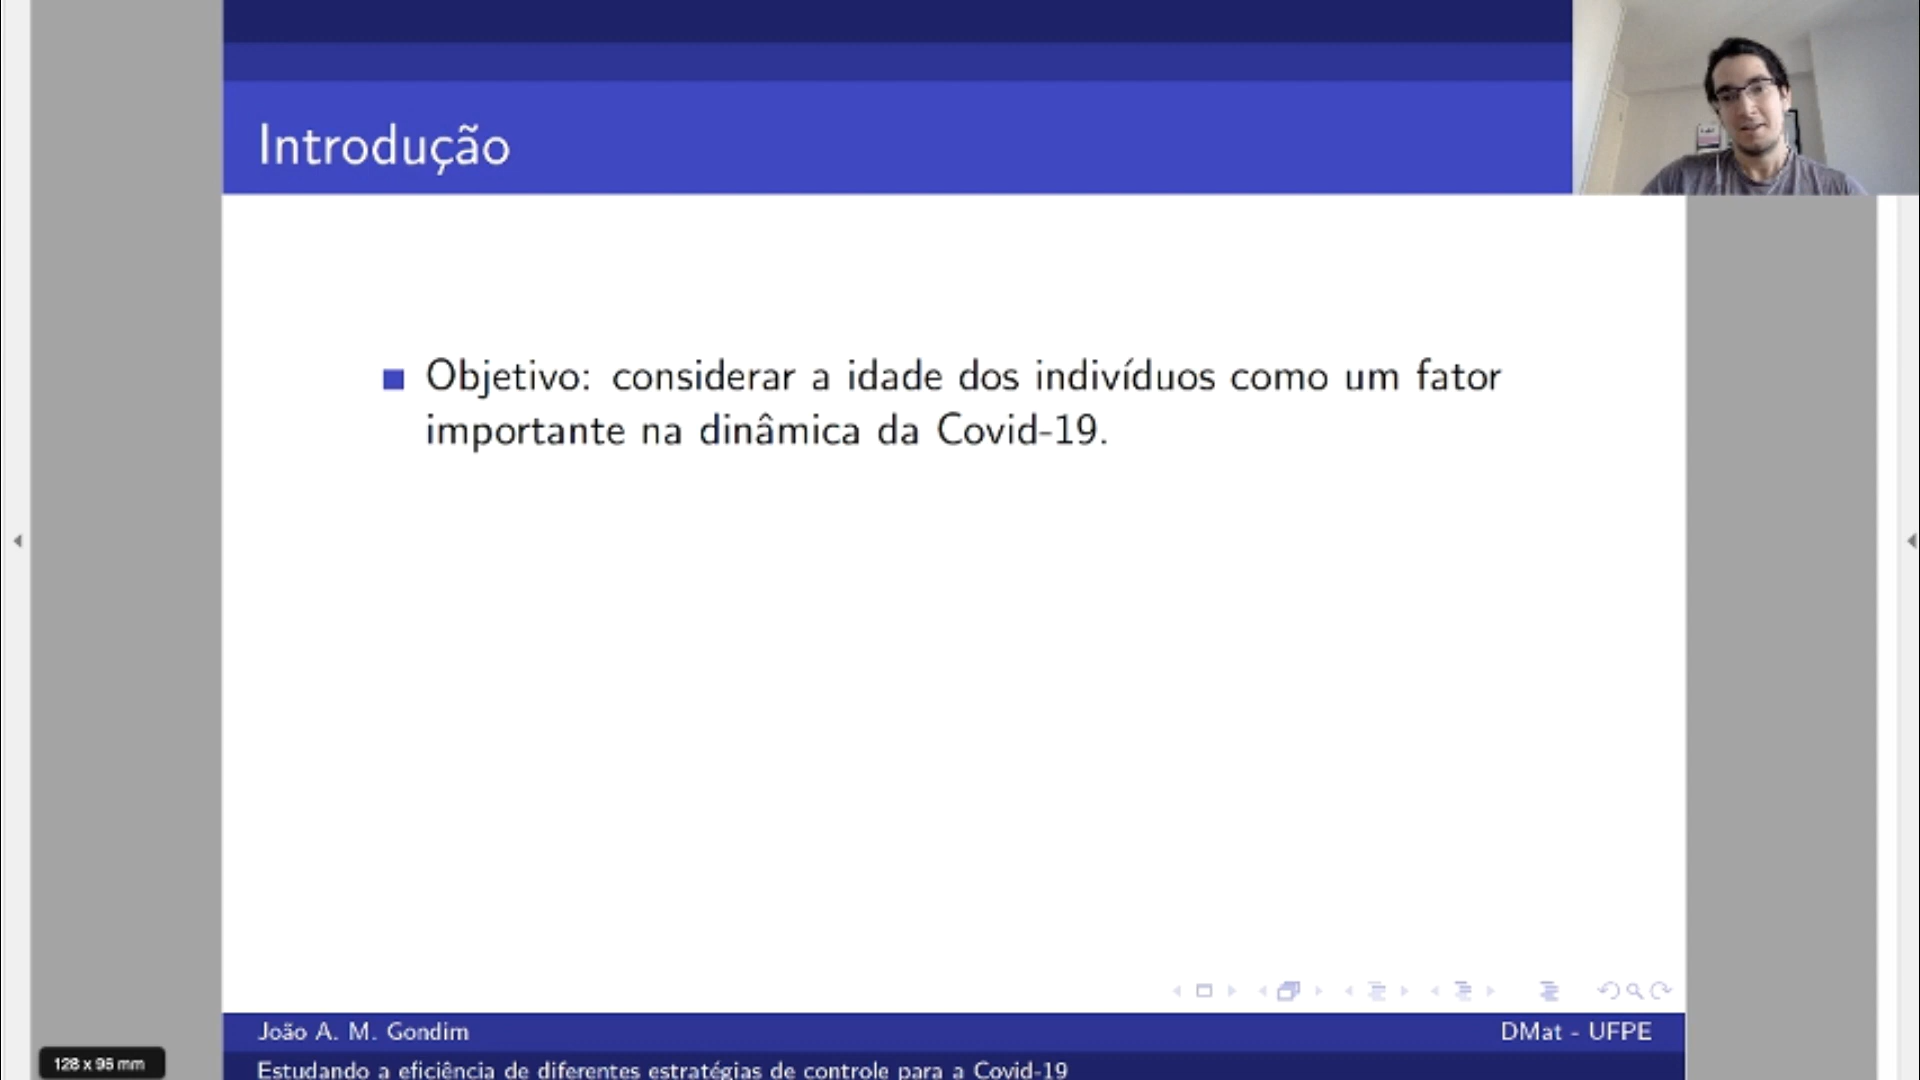 Introdução
Objetivo: considerar a idade dos indivíduos como um fator
importante na dinâmica da Covid-19.
João A. M. Gondim
DMat - UFPE
128 x 96 mm
Estudando a eficiência de diferentes estratégias de controle para a Covid-19